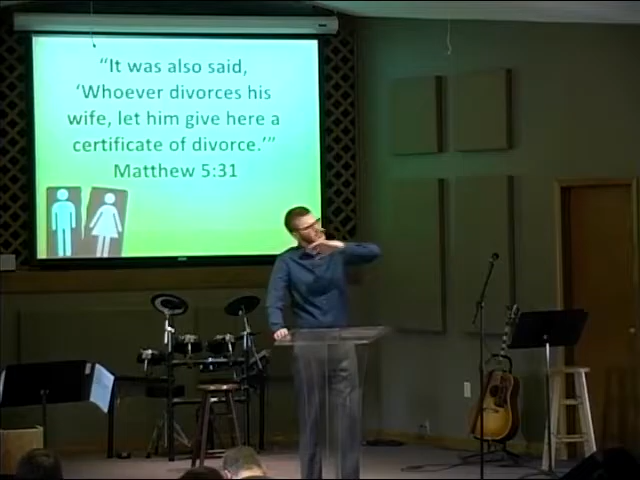 “It was also said,
‘Whoever divorces his
wife, let him give here a
certificate of divorce.’”
Matthew 5:31